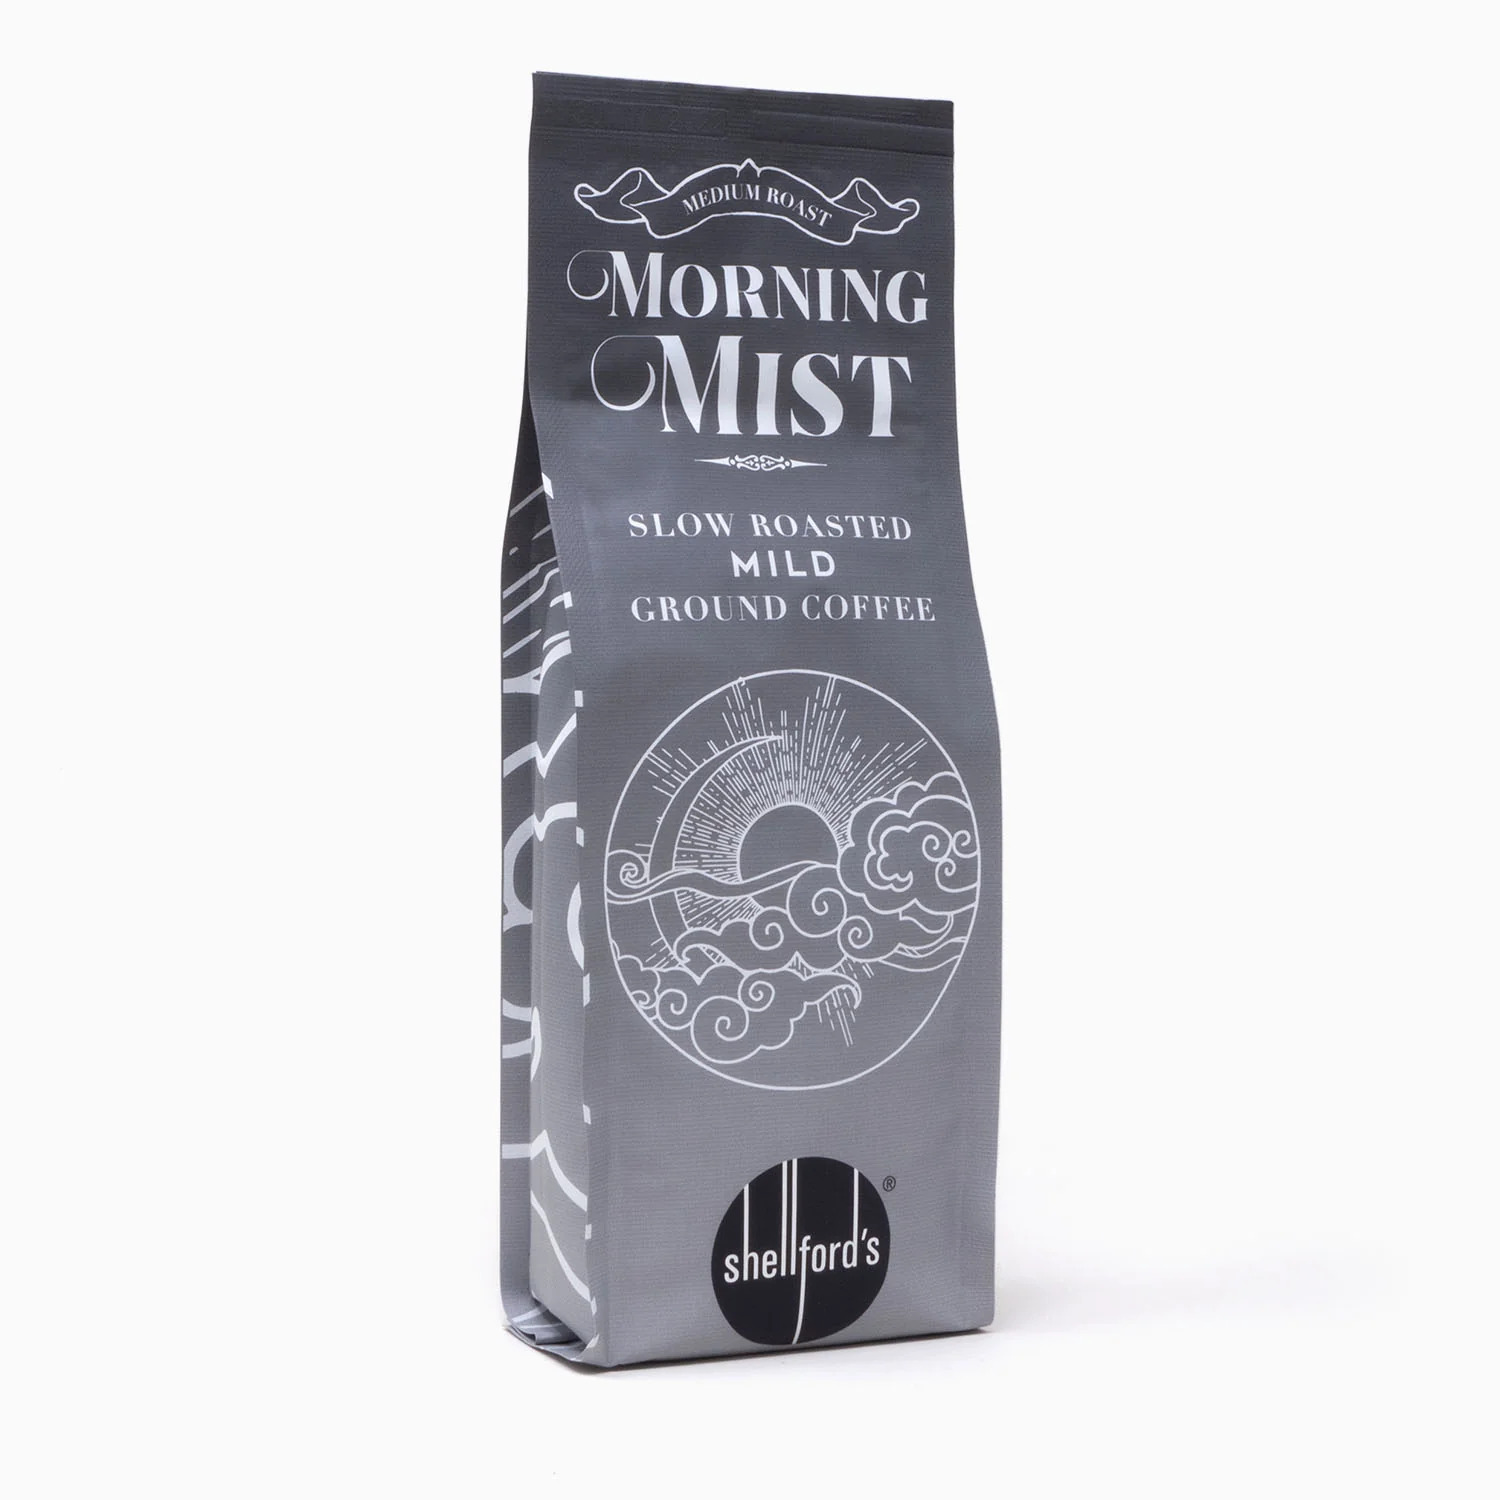 MEDIUM ROAST
MORNING
MIST
SLOW ROASTED
MILD
GROUND COFFEE
shellford's®